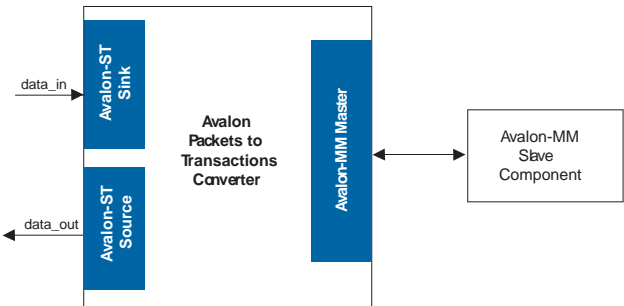 data_in
Avalon-ST
Sink
Avalon
Packets to
Transactions
Converter
Avalon-MM Master
Avalon-MM
Slave
Component
data_out
Avalon-ST
Source